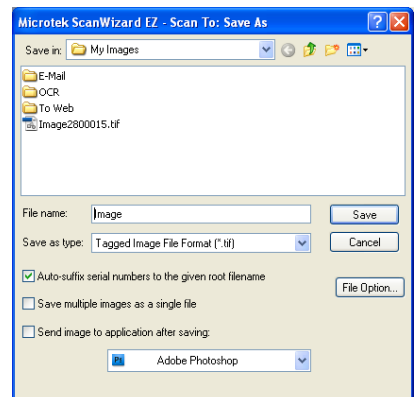 Microtek ScanWizard EZ - Scan To: Save As
Save in: My Images
E-Mail
OCR
To Web
Image2800015.tif
File name: Image Save
Save as type: Tagged Image File Format (*.tif) Cancel
Auto-suffix serial numbers to the given root filename
File Option...
Save multiple images as a single file
Send image to application after saving:
Adobe Photoshop